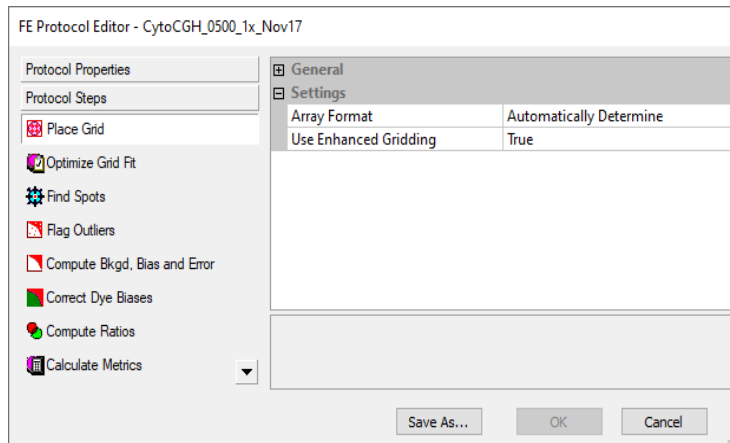 FE Protocol Editor - CytoCGH_0500_1x_Nov17
Protocol Properties
Protocol Steps
Place Grid
Optimize Grid Fit
Find Spots
Flag Outliers
Compute Bkgd, Bias and Error
Correct Dye Biases
Compute Ratios
Calculate Metrics
General
Settings
Array Format Automatically Determine
Use Enhanced Gridding True
Save As... OK Cancel